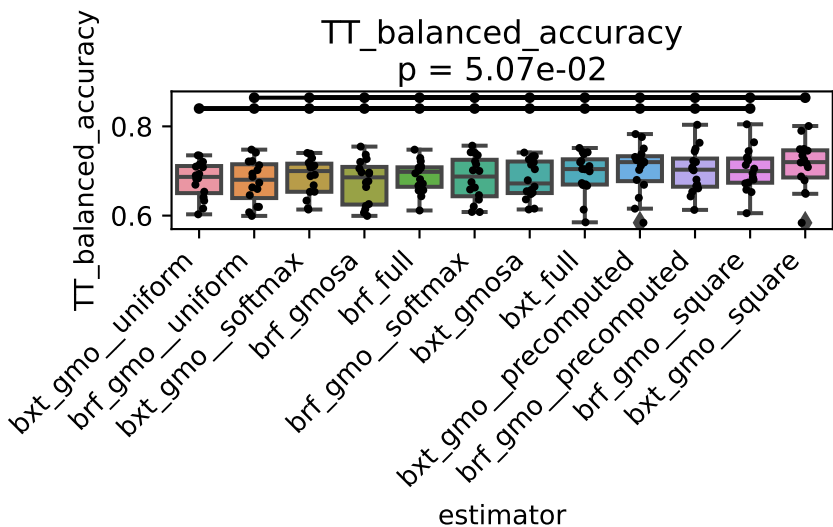 TT_balanced_accuracy
p = 5.07e-02
TT_balanced_accuracy
0.8
0.6
bxt_gmo__uniform
brf_gmo__uniform
bxt_gmo__softmax
brf_gmosa
brf_full
brf_gmo__softmax
bxt_gmosa
bxt_full
bxt_gmo__precomputed
brf_gmo__precomputed
brf_gmo__square
bxt_gmo__square
estimator